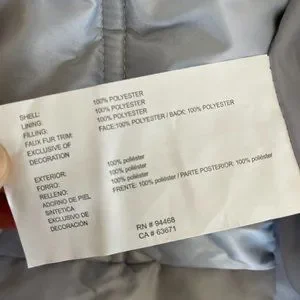 SHELL: 100% POLYESTER
LINING: 100% POLYESTER
FILLING: 100% POLYESTER
FAUX FUR TRIM: FACE:100% POLYESTER / BACK: 100% POLYESTER
EXCLUSIVE OF
DECORATION
EXTERIOR: 100% poliéster
FORRO: 100% poliéster
RELLENO: 100% poliéster
ADORNO DE PIEL FRENTE: 100% poliéster / PARTE POSTERIOR: 100% poliéster
SINTETICA
EXCLUSIVO DE
DECORACIÓN
RN # 94468
CA # 63671